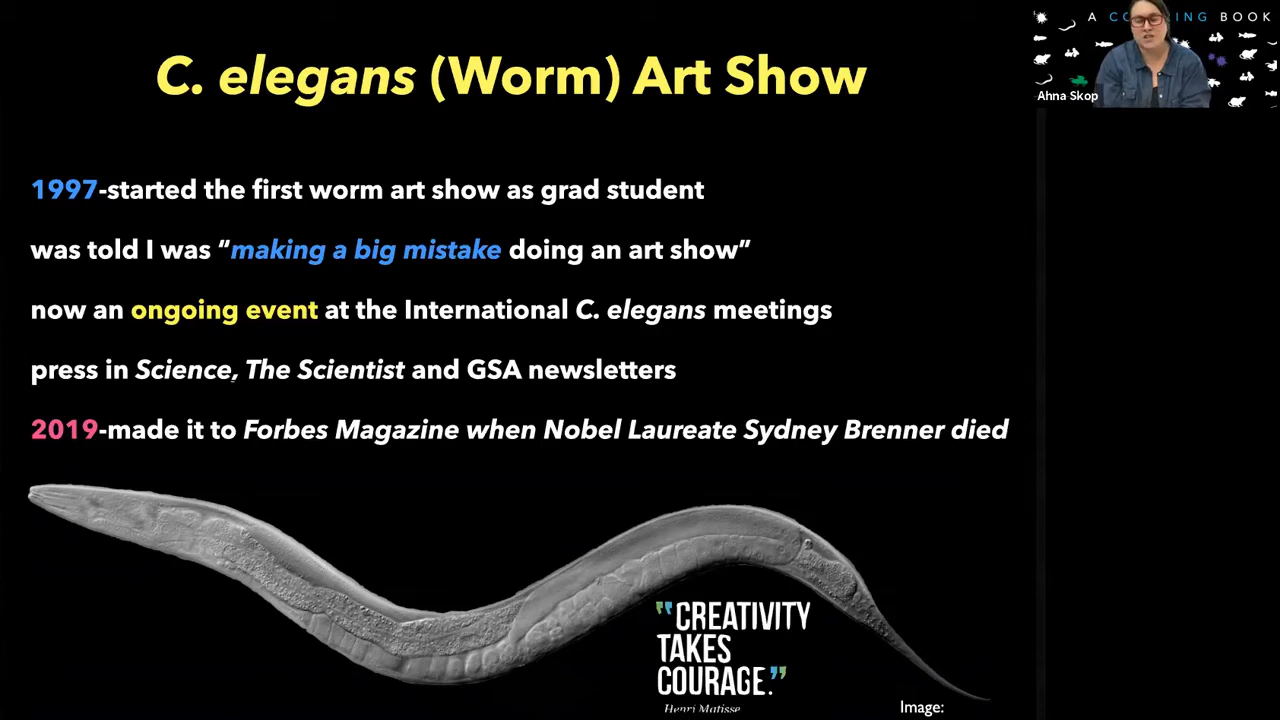 C. elegans (Worm) Art Show
A COLORING BOOK
Ahna Skop
1997-started the first worm art show as grad student
was told I was “making a big mistake doing an art show”
now an ongoing event at the International C. elegans meetings
press in Science, The Scientist and GSA newsletters
2019-made it to Forbes Magazine when Nobel Laureate Sydney Brenner died
"CREATIVITY
TAKES
COURAGE."
Henri Matisse
Image: